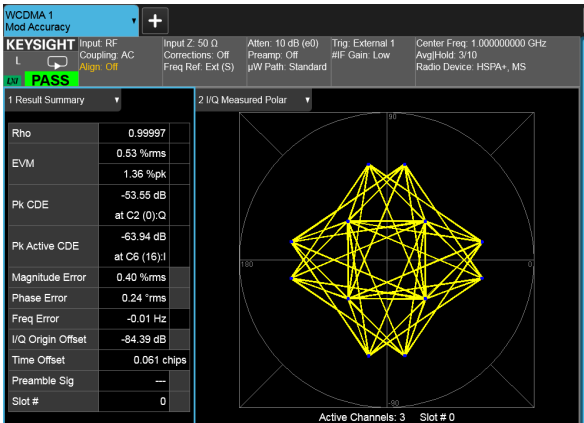 WCDMA 1
Mod Accuracy
KEYSIGHT
L
LXI
PASS
Input: RF
Coupling: AC
Align: Off
Input Z: 50 Ω
Corrections: Off
Freq Ref: Ext (S)
Atten: 10 dB (e0)
Preamp: Off
µW Path: Standard
Trig: External 1
#IF Gain: Low
Center Freq: 1.000000000 GHz
Avg|Hold: 3/10
Radio Device: HSPA+, MS
1 Result Summary
2 I/Q Measured Polar
Rho 0.99997
EVM 0.53 %rms
1.36 %pk
Pk CDE -53.55 dB
at C2 (0):Q
Pk Active CDE -63.94 dB
at C6 (16):I
Magnitude Error 0.40 %rms
Phase Error 0.24 °rms
Freq Error -0.01 Hz
I/Q Origin Offset -84.39 dB
Time Offset 0.061 chips
Preamble Sig ---
Slot # 0
90
180
0
-90
Active Channels: 3 Slot # 0